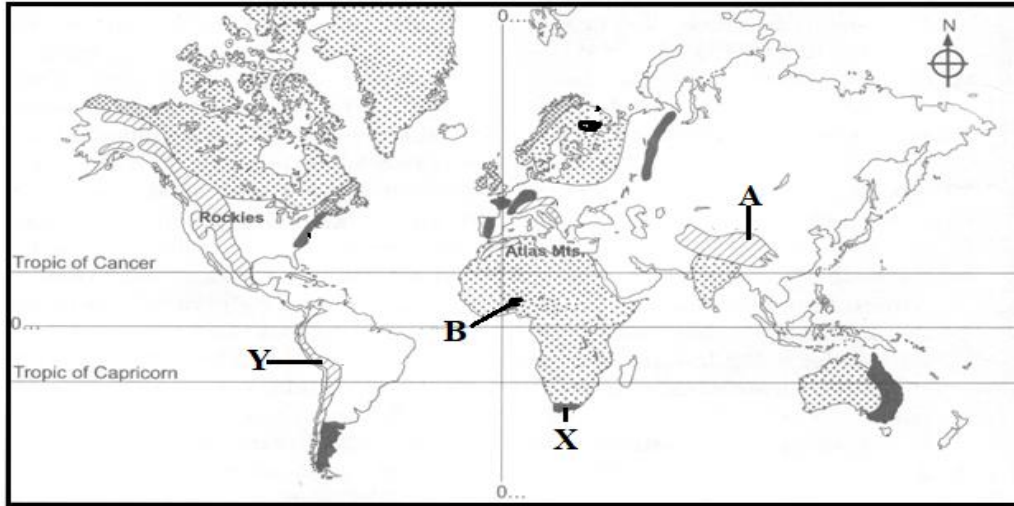 0...
N
A
Rockies
Atlas Mts.
Tropic of Cancer
B
0...
Y
Tropic of Capricorn
X
0...